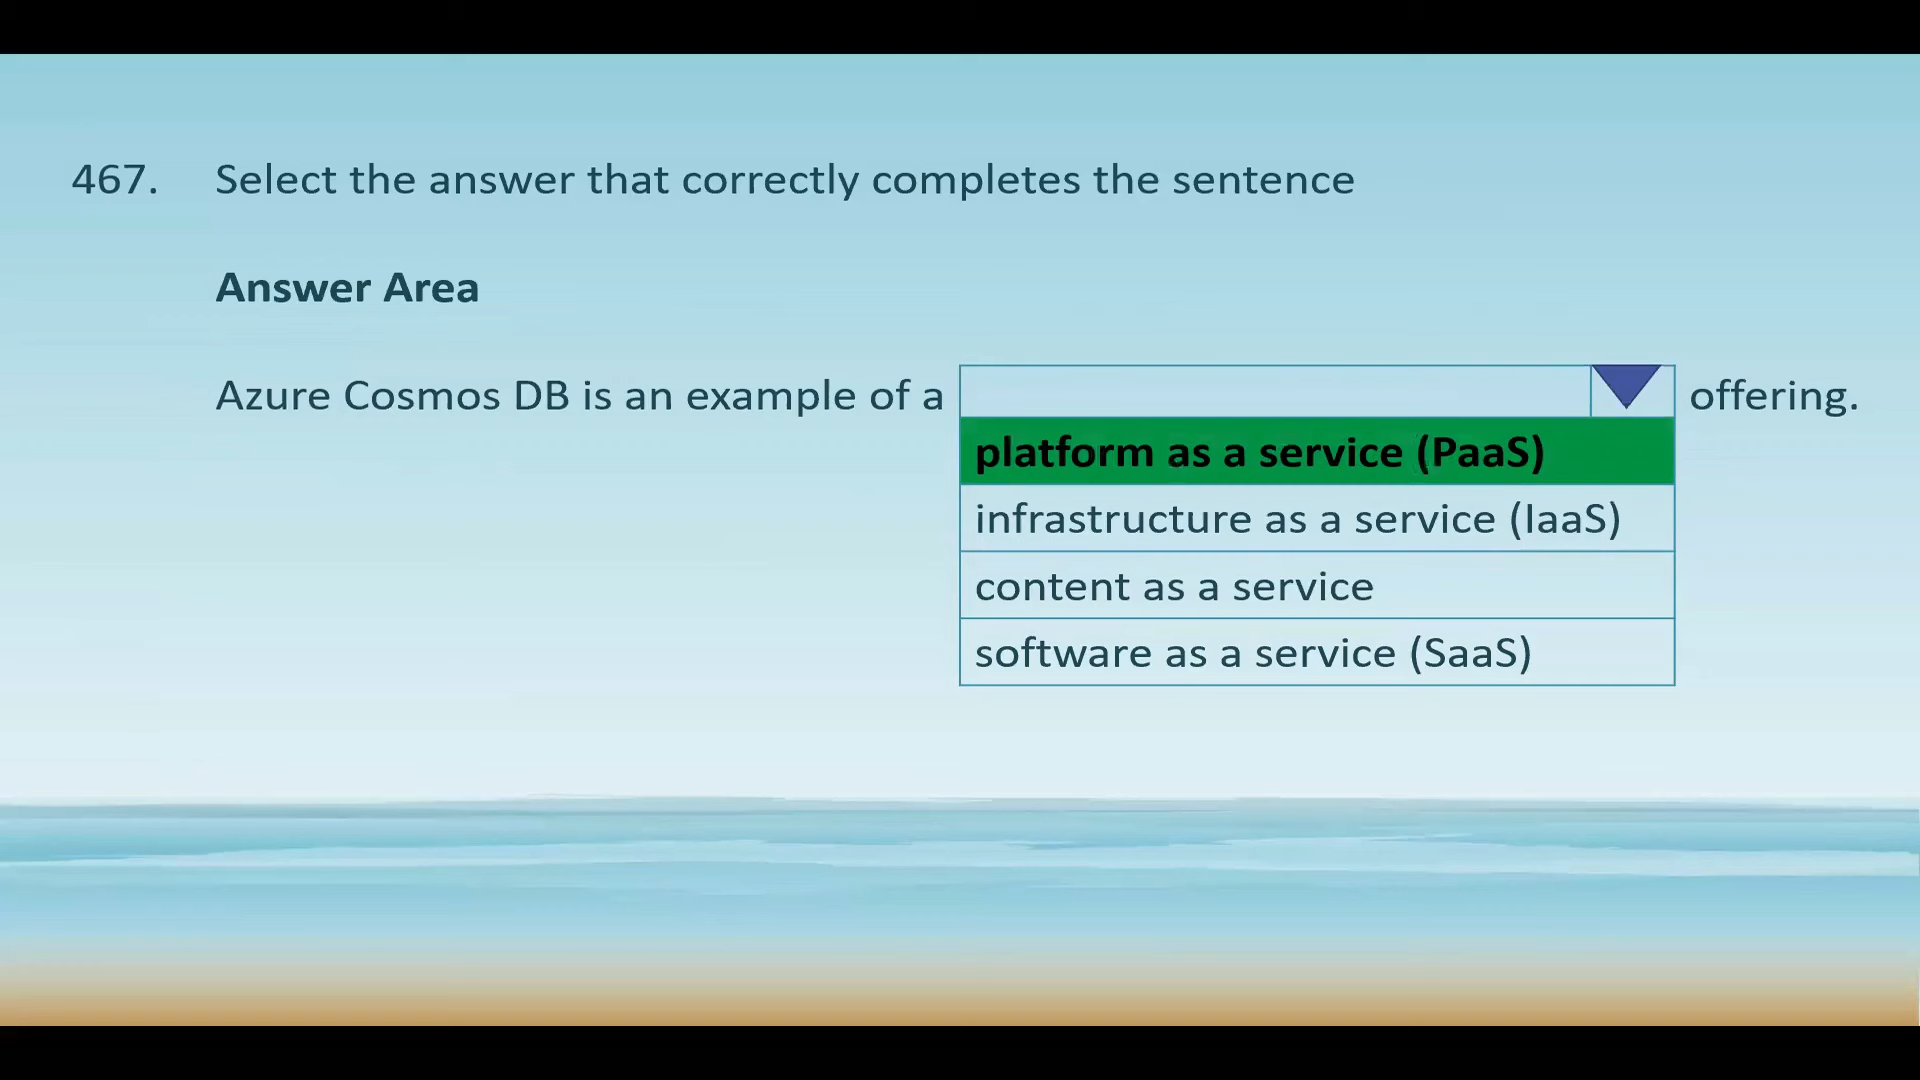 467. Select the answer that correctly completes the sentence
Answer Area
Azure Cosmos DB is an example of a offering.
platform as a service (PaaS)
infrastructure as a service (IaaS)
content as a service
software as a service (SaaS)